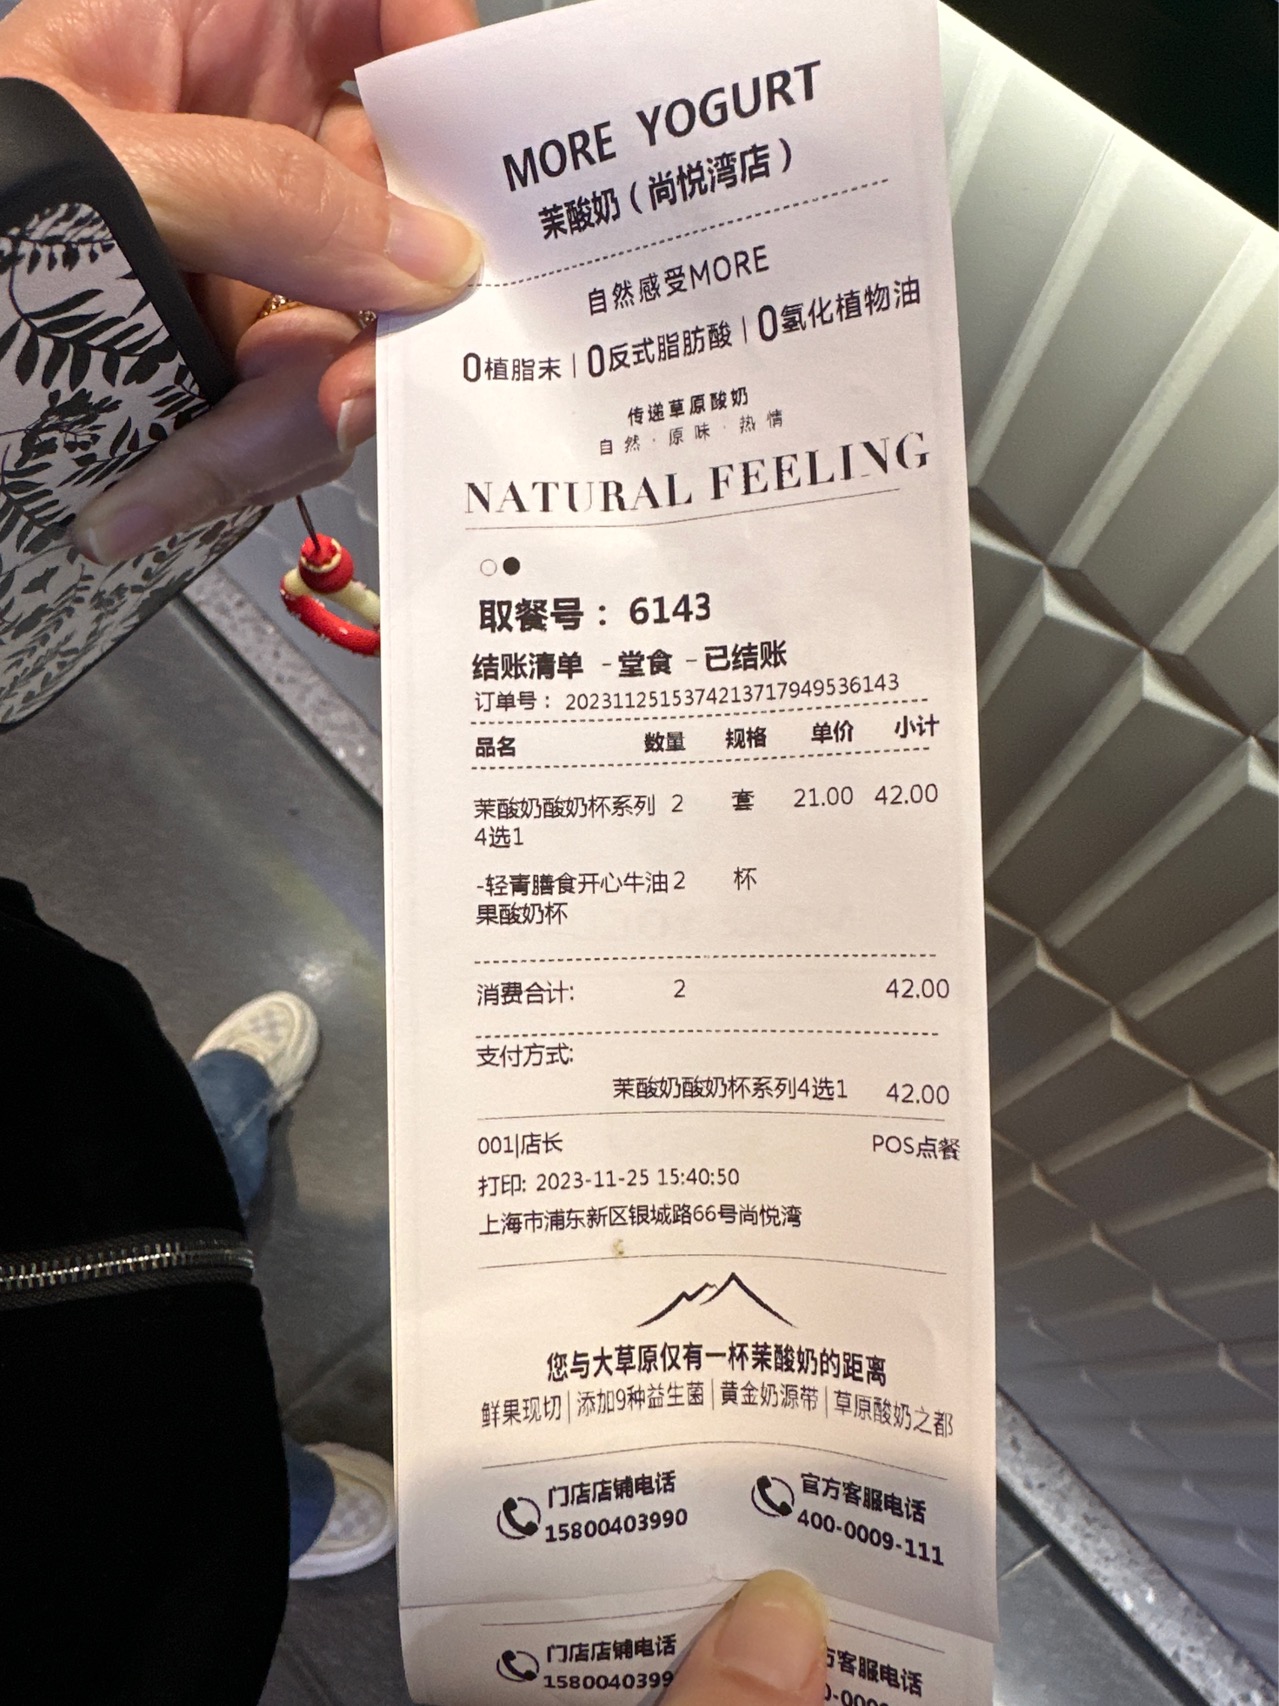 MORE YOGURT
茉酸奶（尚悦湾店）
自然感受MORE
0植脂末｜0反式脂肪酸｜0氢化植物油
传递草原酸奶
自然·原味·热情
NATURAL FEELING
取餐号： 6143
结账清单 -堂食 -已结账
订单号： 20231125153742137179495​36143
品名 数量 规格 单价 小计
茉酸奶酸奶杯系列 2 套 21.00 42.00
4选1
-轻青膳食开心牛油 2 杯
果酸奶杯
消费合计: 2 42.00
支付方式:
茉酸奶酸奶杯系列4选1 42.00
001|店长 POS点餐
打印: 2023-11-25 15:40:50
上海市浦东新区银城路66号尚悦湾
您与大草原仅有一杯茉酸奶的距离
鲜果现切|添加9种益生菌|黄金奶源带|草原酸奶之都
门店店铺电话 官方客服电话
15800403990 400-0009-111
门店店铺电话 方客服电话
1580040399